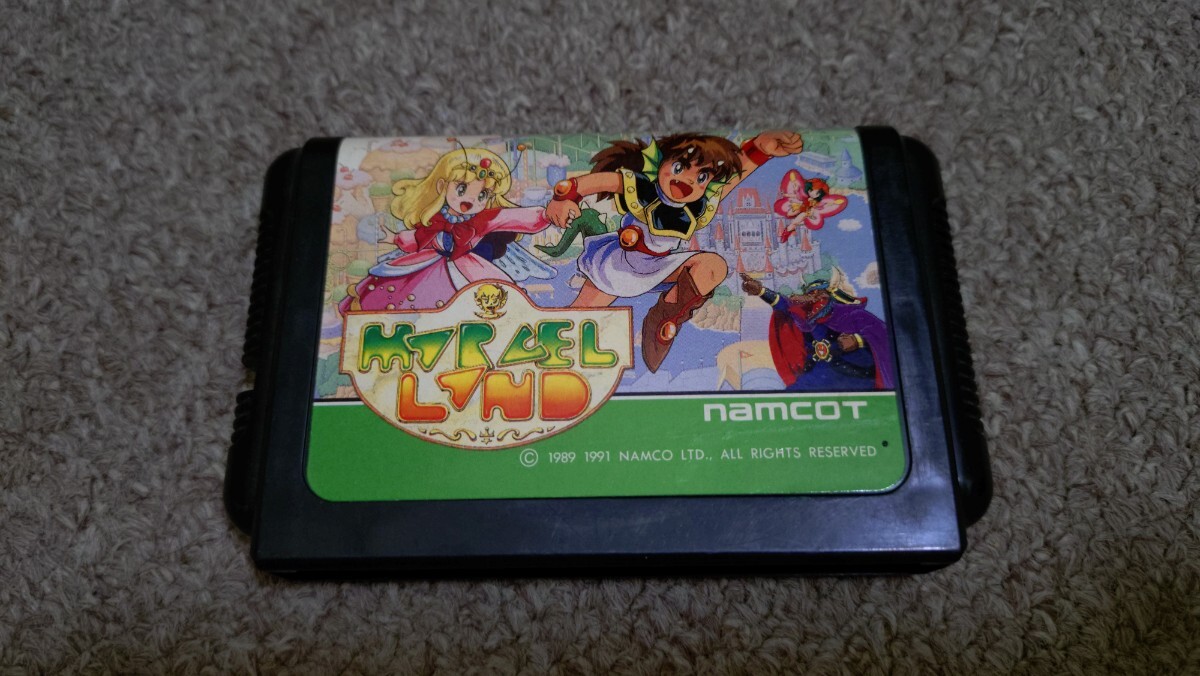 MARVEL
LAND
namcot
© 1989 1991 NAMCO LTD., ALL RIGHTS RESERVED